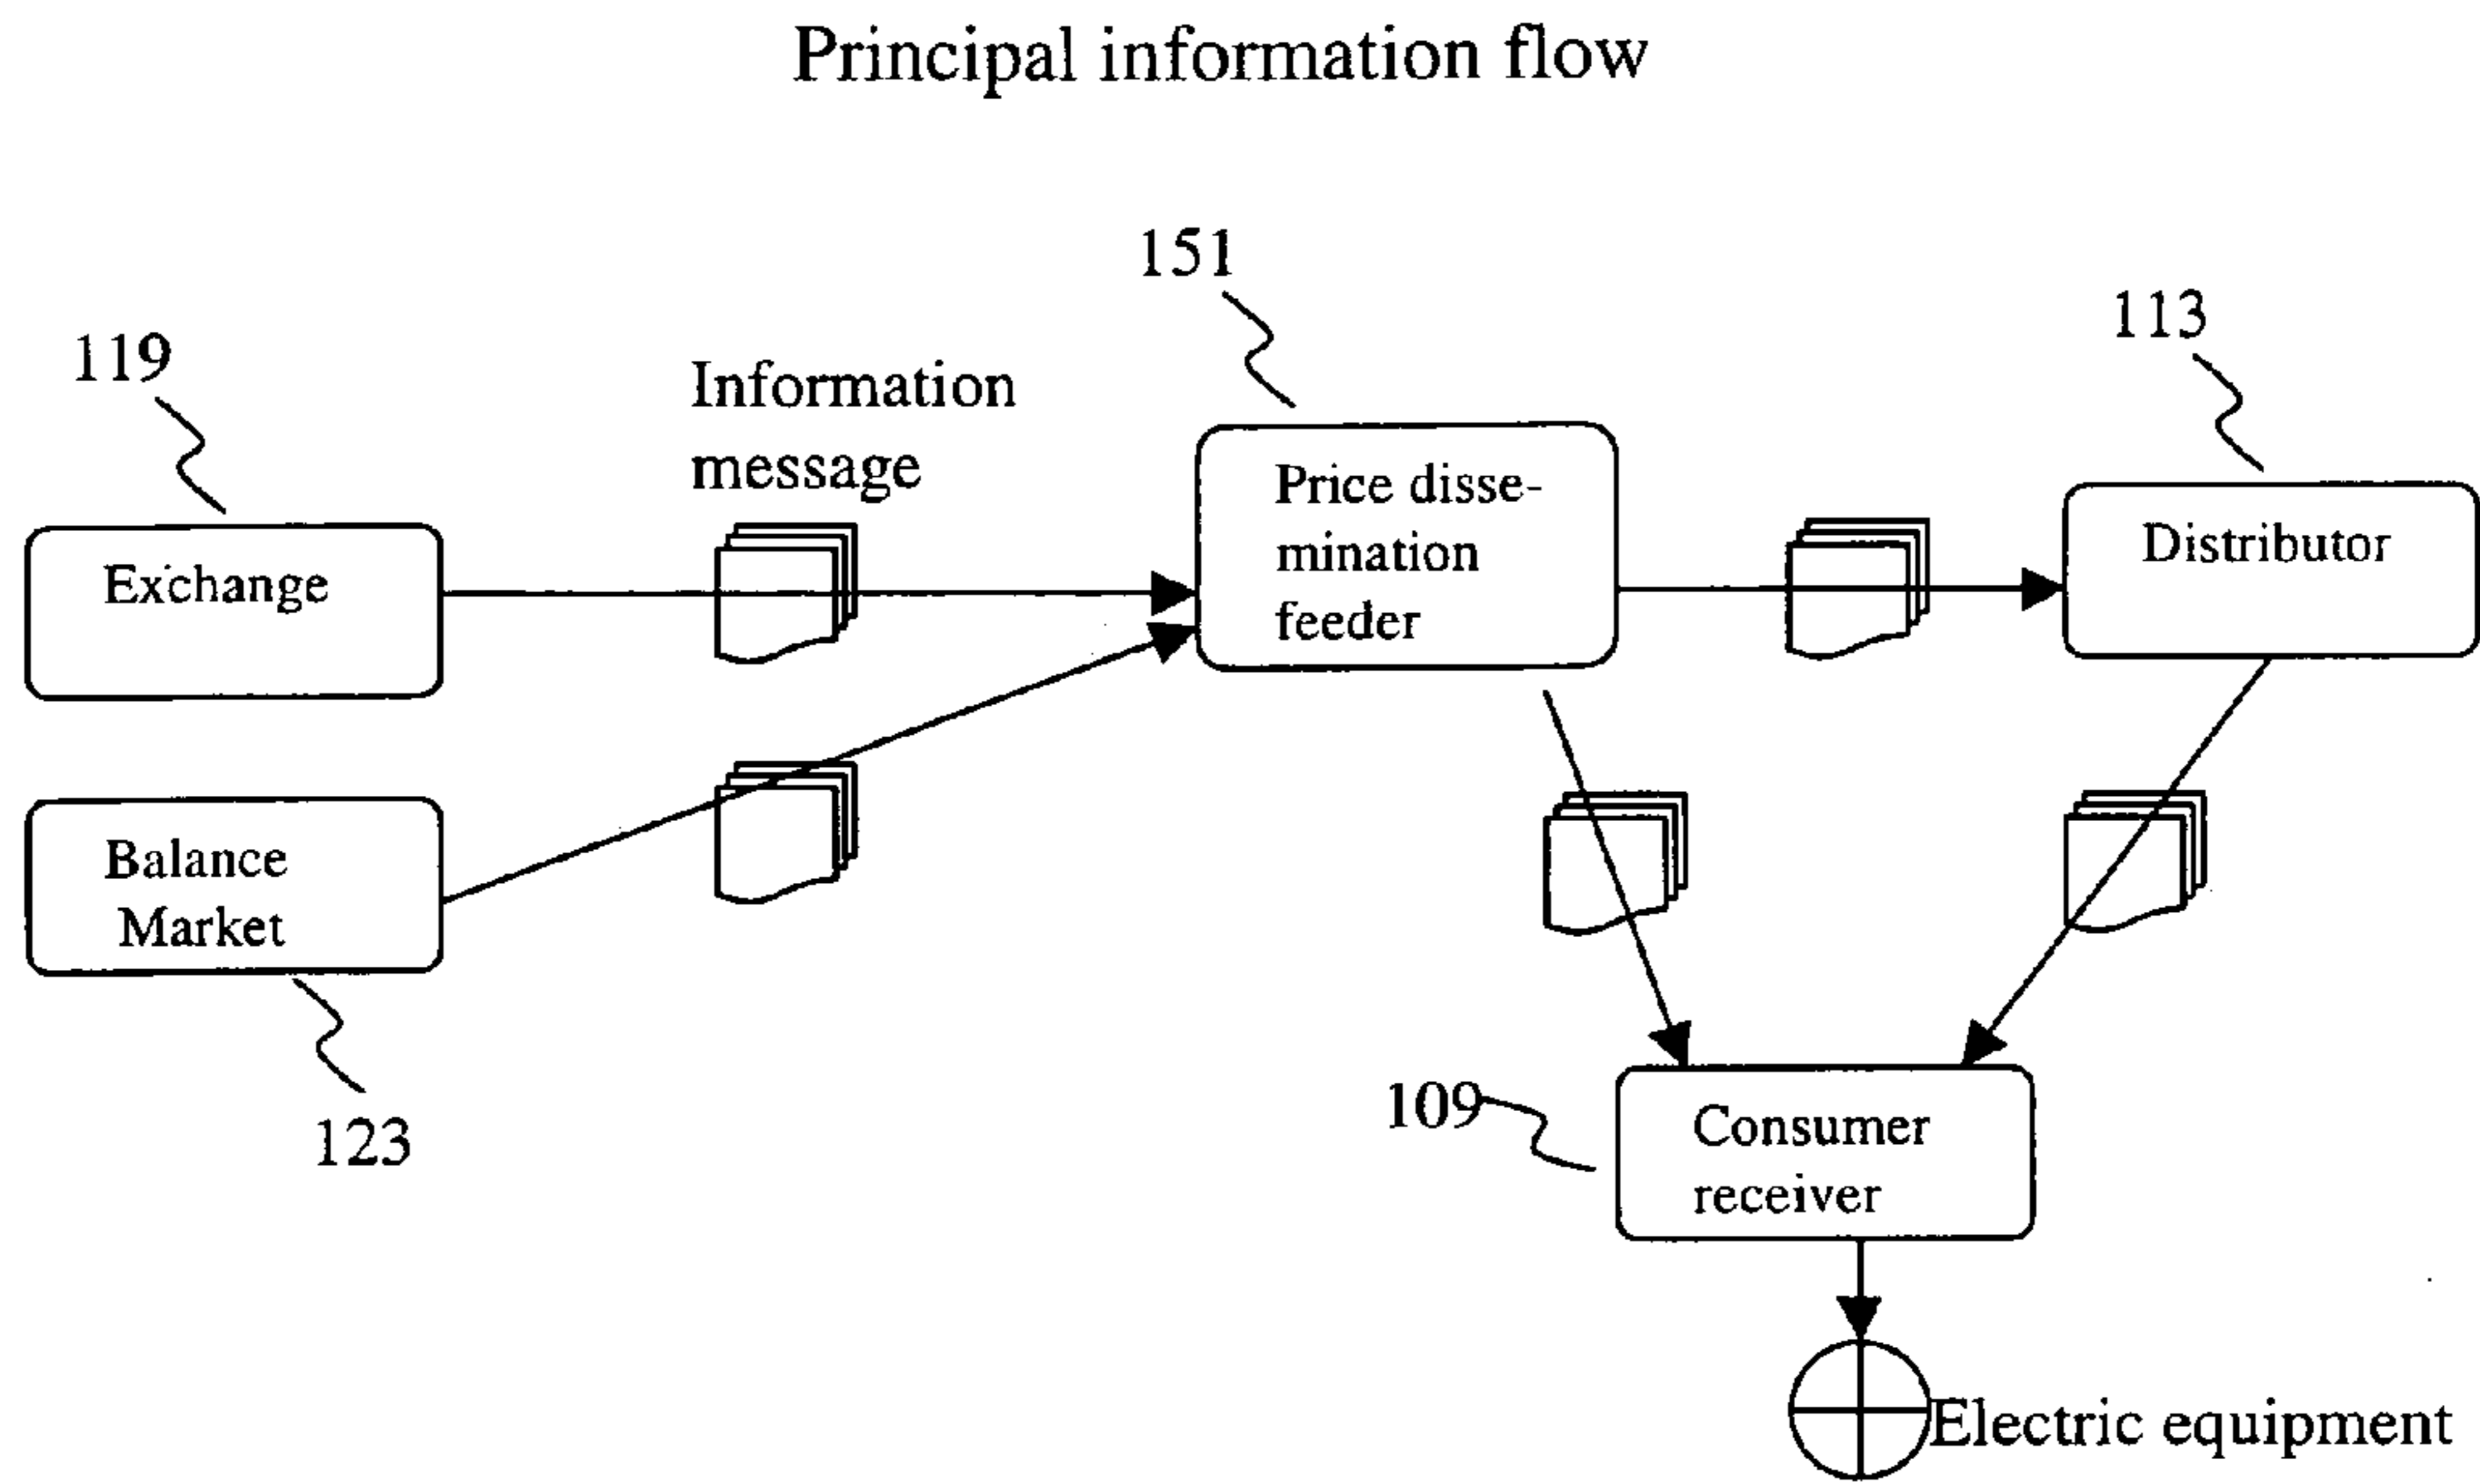 Principal information flow
151
113
119
Information
message
Price disse-
mination
feeder
Distributor
Exchange
Balance
Market
109
Consumer
receiver
123
Electric equipment